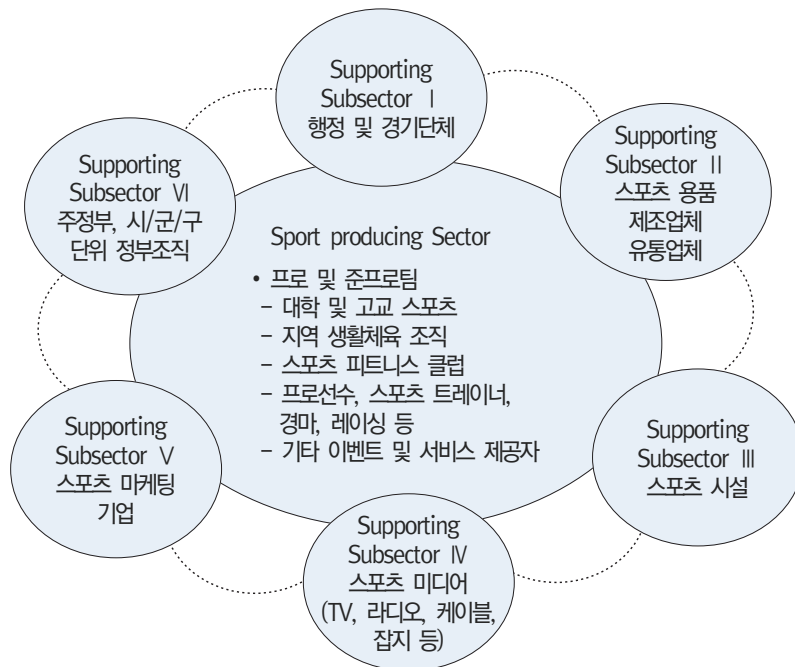 Supporting
Subsector Ⅰ
행정 및 경기단체
Supporting
Subsector Ⅱ
스포츠 용품
제조업체
유통업체
Supporting
Subsector Ⅵ
주정부, 시/군/구
단위 정부조직
Sport producing Sector
• 프로 및 준프로팀
- 대학 및 고교 스포츠
- 지역 생활체육 조직
- 스포츠 피트니스 클럽
- 프로선수, 스포츠 트레이너,
경마, 레이싱 등
- 기타 이벤트 및 서비스 제공자
Supporting
Subsector Ⅴ
스포츠 마케팅
기업
Supporting
Subsector Ⅲ
스포츠 시설
Supporting
Subsector Ⅳ
스포츠 미디어
(TV, 라디오, 케이블,
잡지 등)